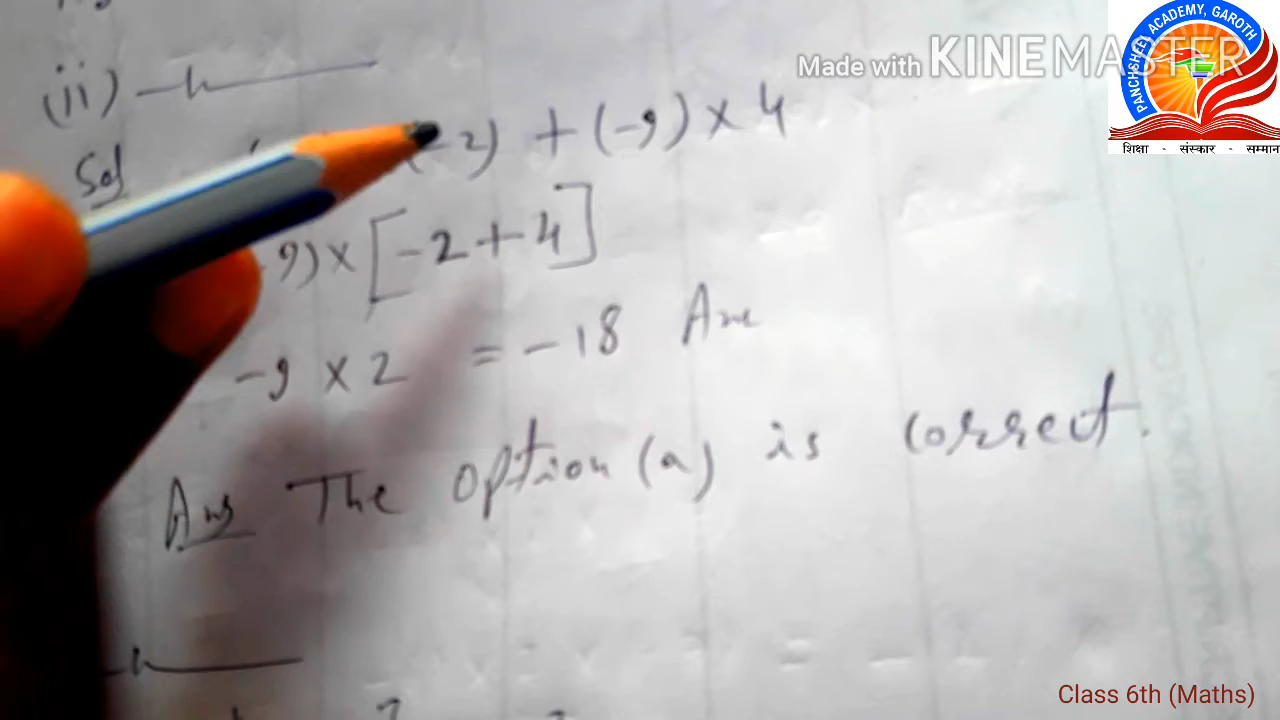 Made with KINEMASTER
PANCHSHEEL ACADEMY, GAROTH
शिक्षा - संस्कार - सम्मान
(ii)
Sol -2) + (-9) × 4
9) × [-2+4]
-9 × 2 = -18 Ans
Ans The option (a) is correct.
Class 6th (Maths)